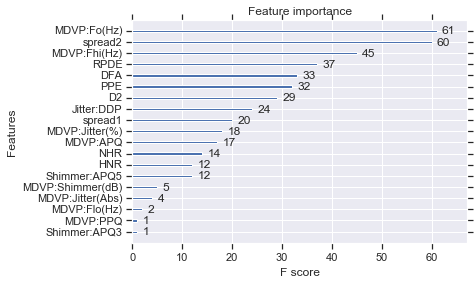 Feature importance
Features
MDVP:Fo(Hz) 61
spread2 60
MDVP:Fhi(Hz) 45
RPDE 37
DFA 33
PPE 32
D2 29
Jitter:DDP 24
spread1 20
MDVP:Jitter(%) 18
MDVP:APQ 17
NHR 14
HNR 12
Shimmer:APQ5 12
MDVP:Shimmer(dB) 5
MDVP:Jitter(Abs) 4
MDVP:Flo(Hz) 2
MDVP:PPQ 1
Shimmer:APQ3 1
0 10 20 30 40 50 60
F score